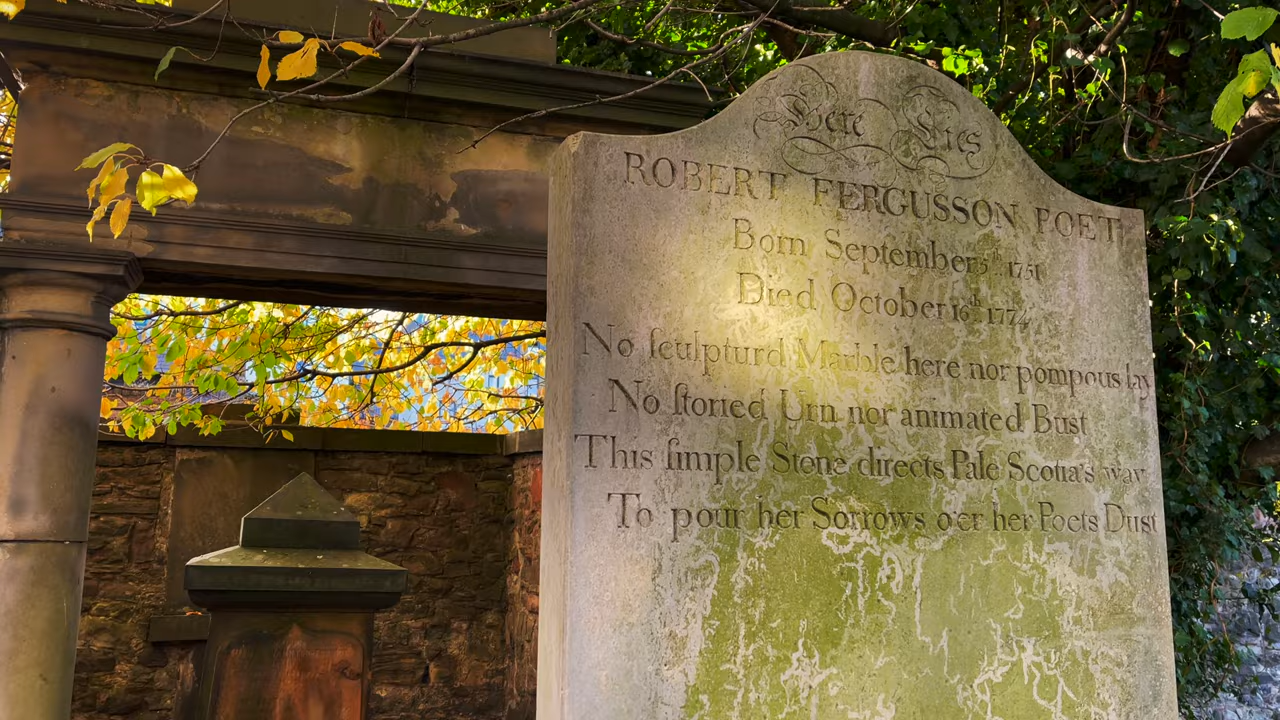 Here Lies
ROBERT FERGUSSON POET
Born September 5th 1751
Died October 16th 1774
No ſculpturd Marble here nor pompous lay
No ſtoried Urn nor animated Bust
This ſimple Stone directs Pale Scotia's way
To pour her Sorrows o'er her Poets Dust